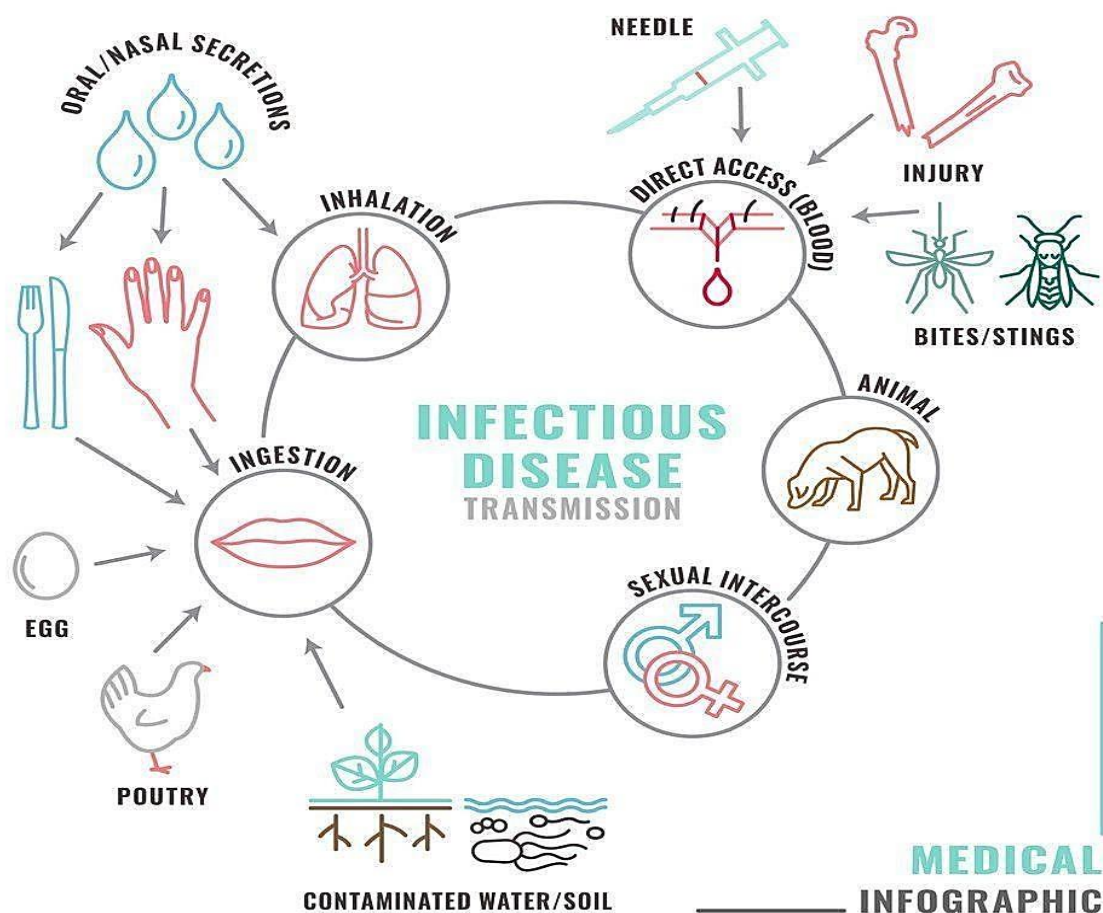 ORAL/NASAL SECRETIONS
NEEDLE
INJURY
INHALATION
DIRECT ACCESS (BLOOD)
BITES/STINGS
ANIMAL
INFECTIOUS
DISEASE
TRANSMISSION
INGESTION
SEXUAL INTERCOURSE
EGG
POUTRY
CONTAMINATED WATER/SOIL
MEDICAL
INFOGRAPHIC